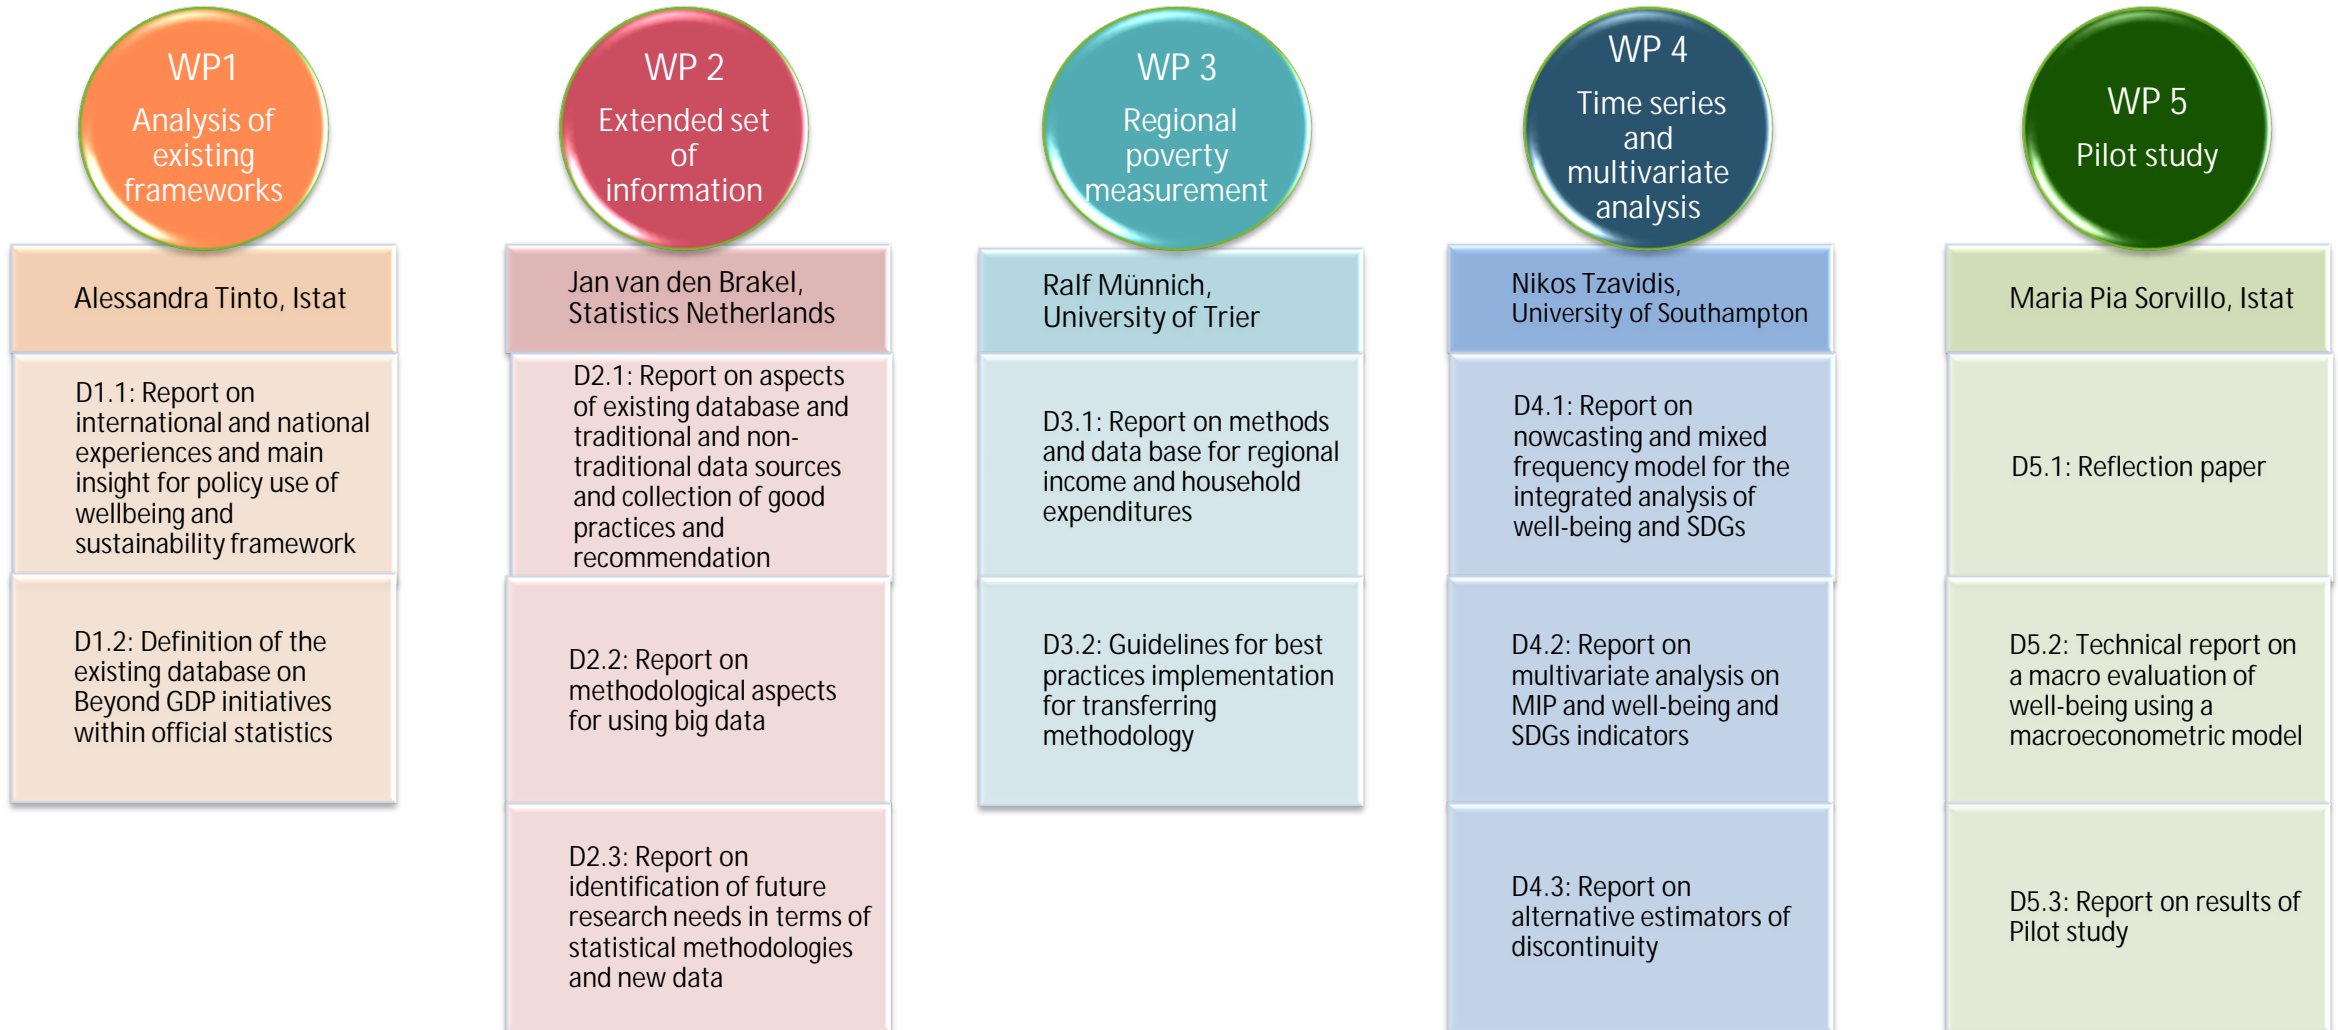 WP1
Analysis of
existing
frameworks
Alessandra Tinto, Istat
D1.1: Report on
international and national
experiences and main
insight for policy use of
wellbeing and
sustainability framework
D1.2: Definition of the
existing database on
Beyond GDP initiatives
within official statistics
WP 2
Extended set
of
information
Jan van den Brakel,
Statistics Netherlands
D2.1: Report on aspects
of existing database and
traditional and non-
traditional data sources
and collection of good
practices and
recommendation
D2.2: Report on
methodological aspects
for using big data
D2.3: Report on
identification of future
research needs in terms of
statistical methodologies
and new data
WP 3
Regional
poverty
measurement
Ralf Münnich,
University of Trier
D3.1: Report on methods
and data base for regional
income and household
expenditures
D3.2: Guidelines for best
practices implementation
for transferring
methodology
WP 4
Time series
and
multivariate
analysis
Nikos Tzavidis,
University of Southampton
D4.1: Report on
nowcasting and mixed
frequency model for the
integrated analysis of
well-being and SDGs
D4.2: Report on
multivariate analysis on
MIP and well-being and
SDGs indicators
D4.3: Report on
alternative estimators of
discontinuity
WP 5
Pilot study
Maria Pia Sorvillo, Istat
D5.1: Reflection paper
D5.2: Technical report on
a macro evaluation of
well-being using a
macroeconometric model
D5.3: Report on results of
Pilot study